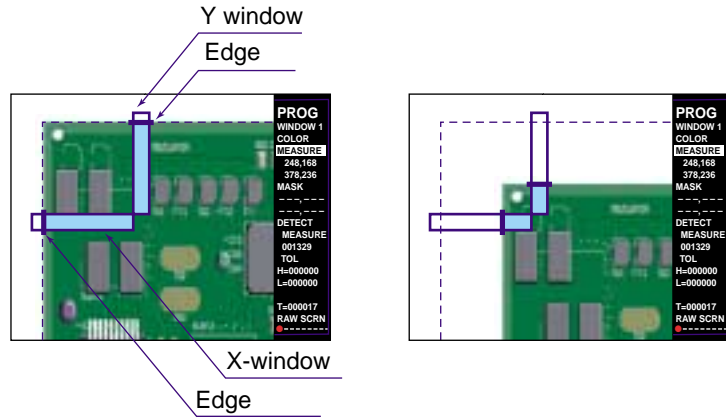 Y window
Edge
PROG
WINDOW 1
COLOR
MEASURE
248,168
378,236
MASK
– – –,– – –
– – –,– – –
DETECT
MEASURE
001329
TOL
H=000000
L=000000
T=000017
RAW SCRN
X-window
Edge
PROG
WINDOW 1
COLOR
MEASURE
248,168
378,236
MASK
– – –,– – –
– – –,– – –
DETECT
MEASURE
001329
TOL
H=000000
L=000000
T=000017
RAW SCRN